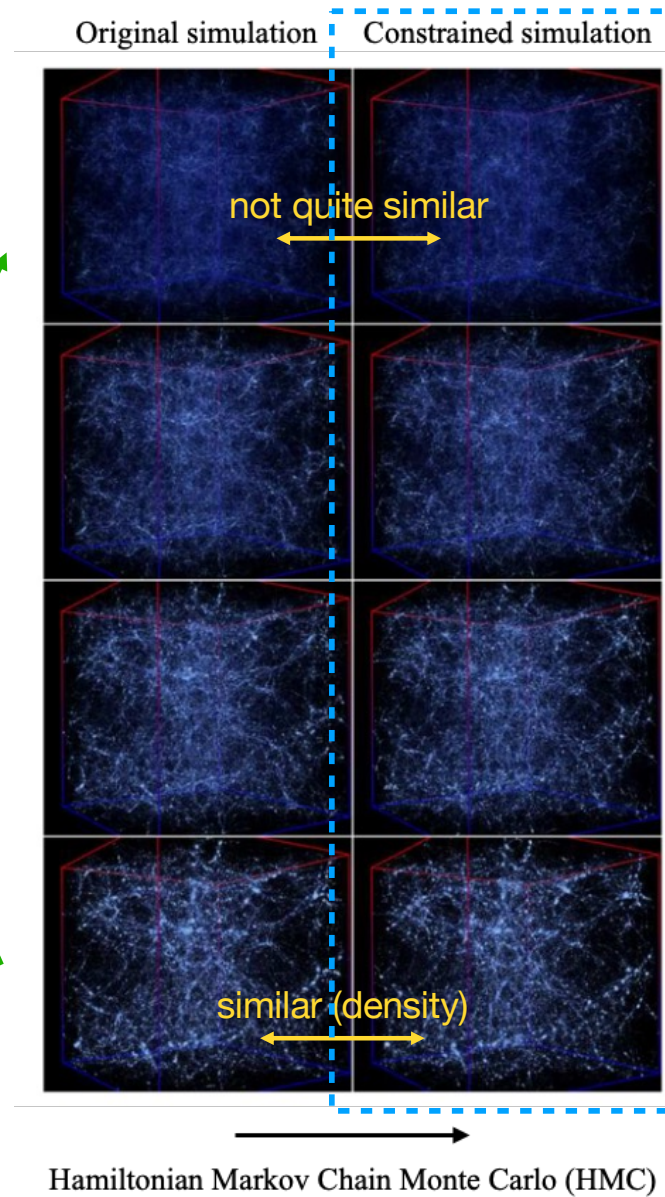 Original simulation
Constrained simulation
not quite similar
similar (density)
Hamiltonian Markov Chain Monte Carlo (HMC)